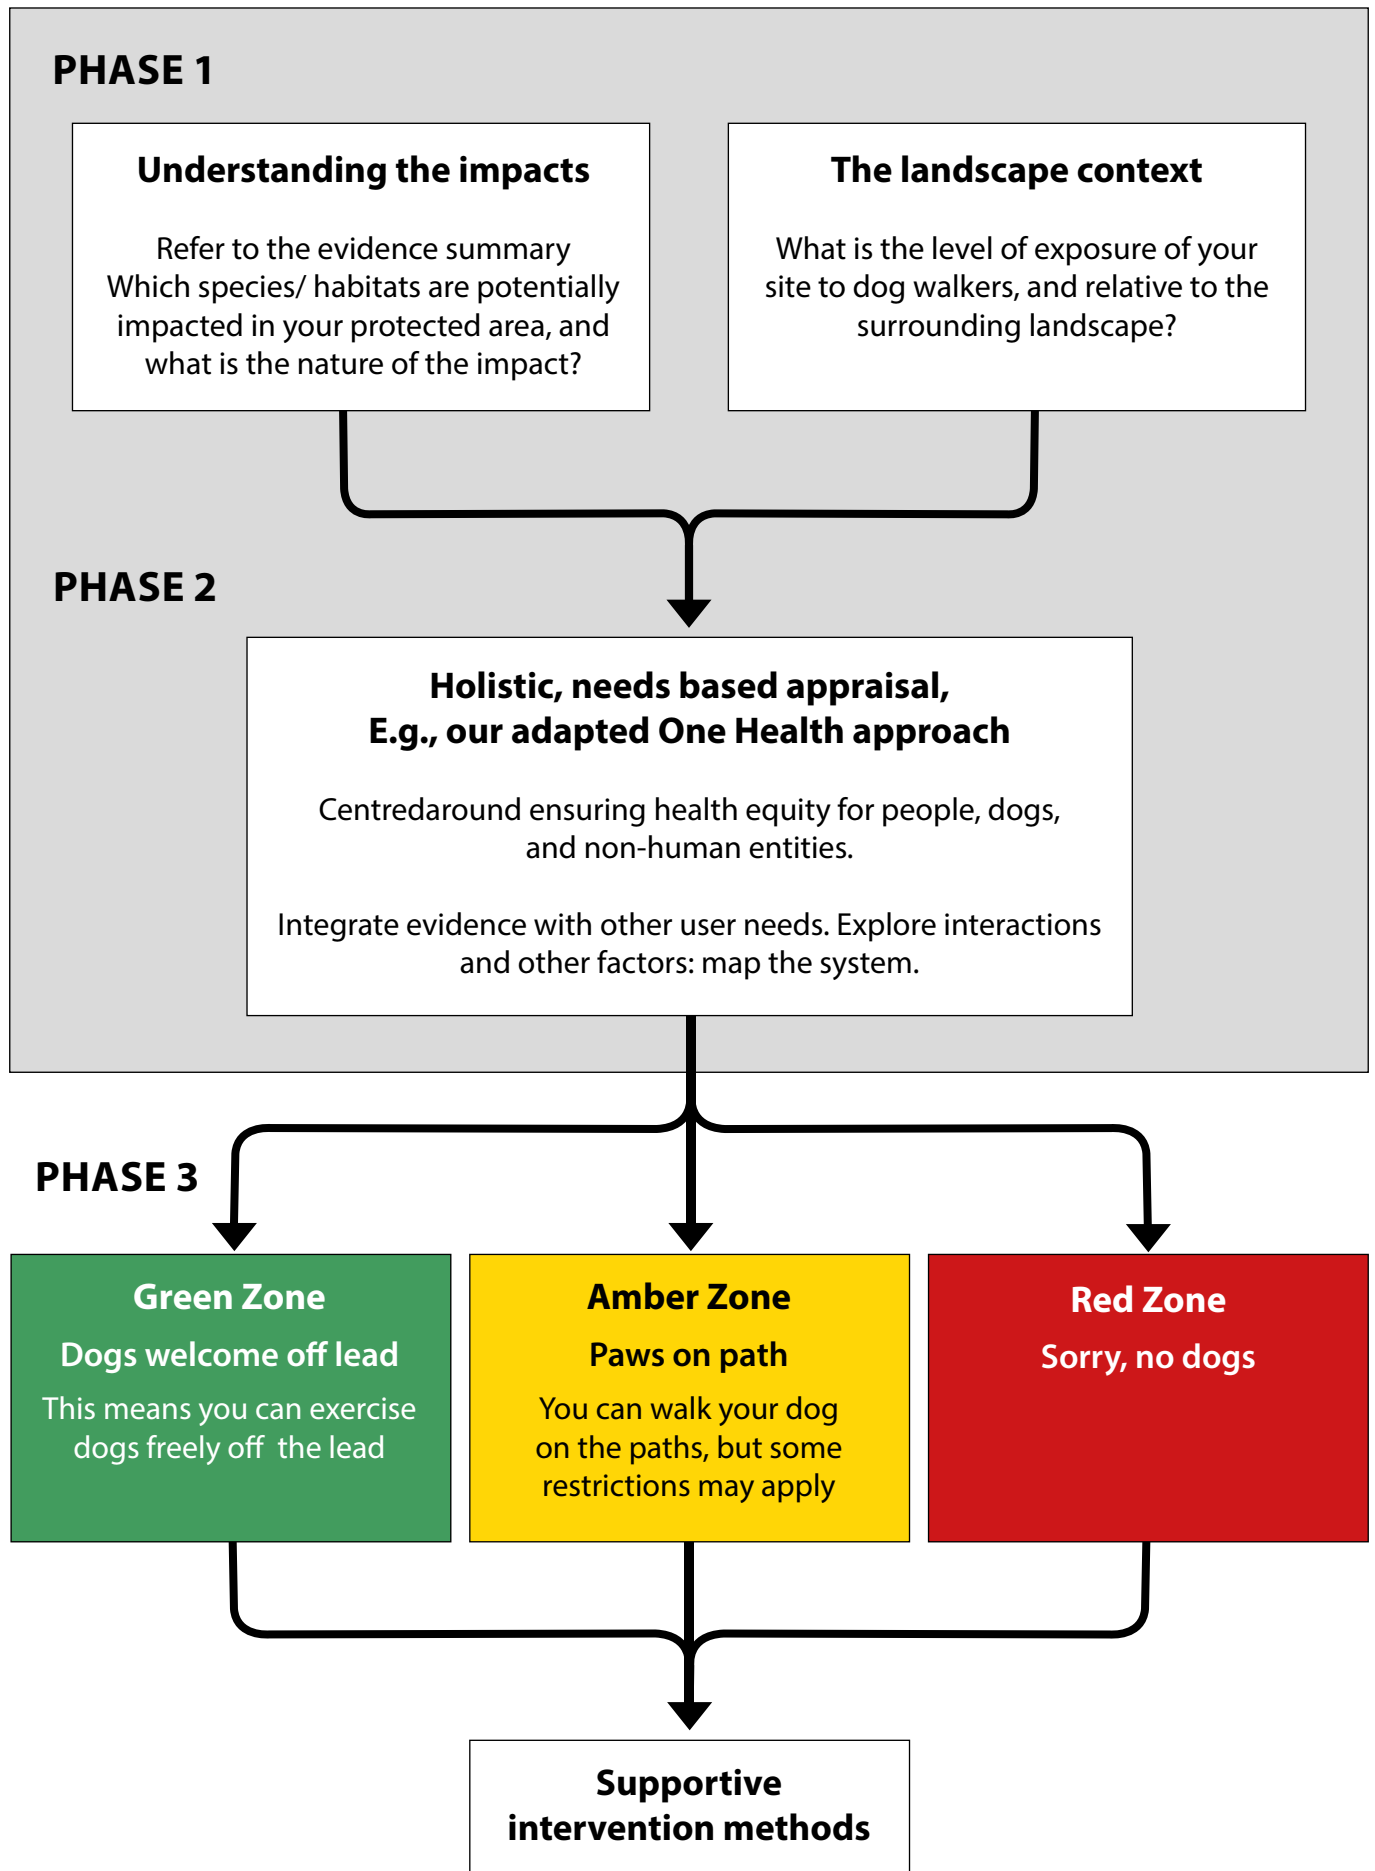 PHASE 1
Understanding the impacts
Refer to the evidence summary
Which species/ habitats are potentially
impacted in your protected area, and
what is the nature of the impact?
The landscape context
What is the level of exposure of your
site to dog walkers, and relative to the
surrounding landscape?
PHASE 2
Holistic, needs based appraisal,
E.g., our adapted One Health approach
Centredaround ensuring health equity for people, dogs,
and non-human entities.
Integrate evidence with other user needs. Explore interactions
and other factors: map the system.
PHASE 3
Green Zone
Dogs welcome off lead
This means you can exercise
dogs freely off the lead
Amber Zone
Paws on path
You can walk your dog
on the paths, but some
restrictions may apply
Red Zone
Sorry, no dogs
Supportive
intervention methods